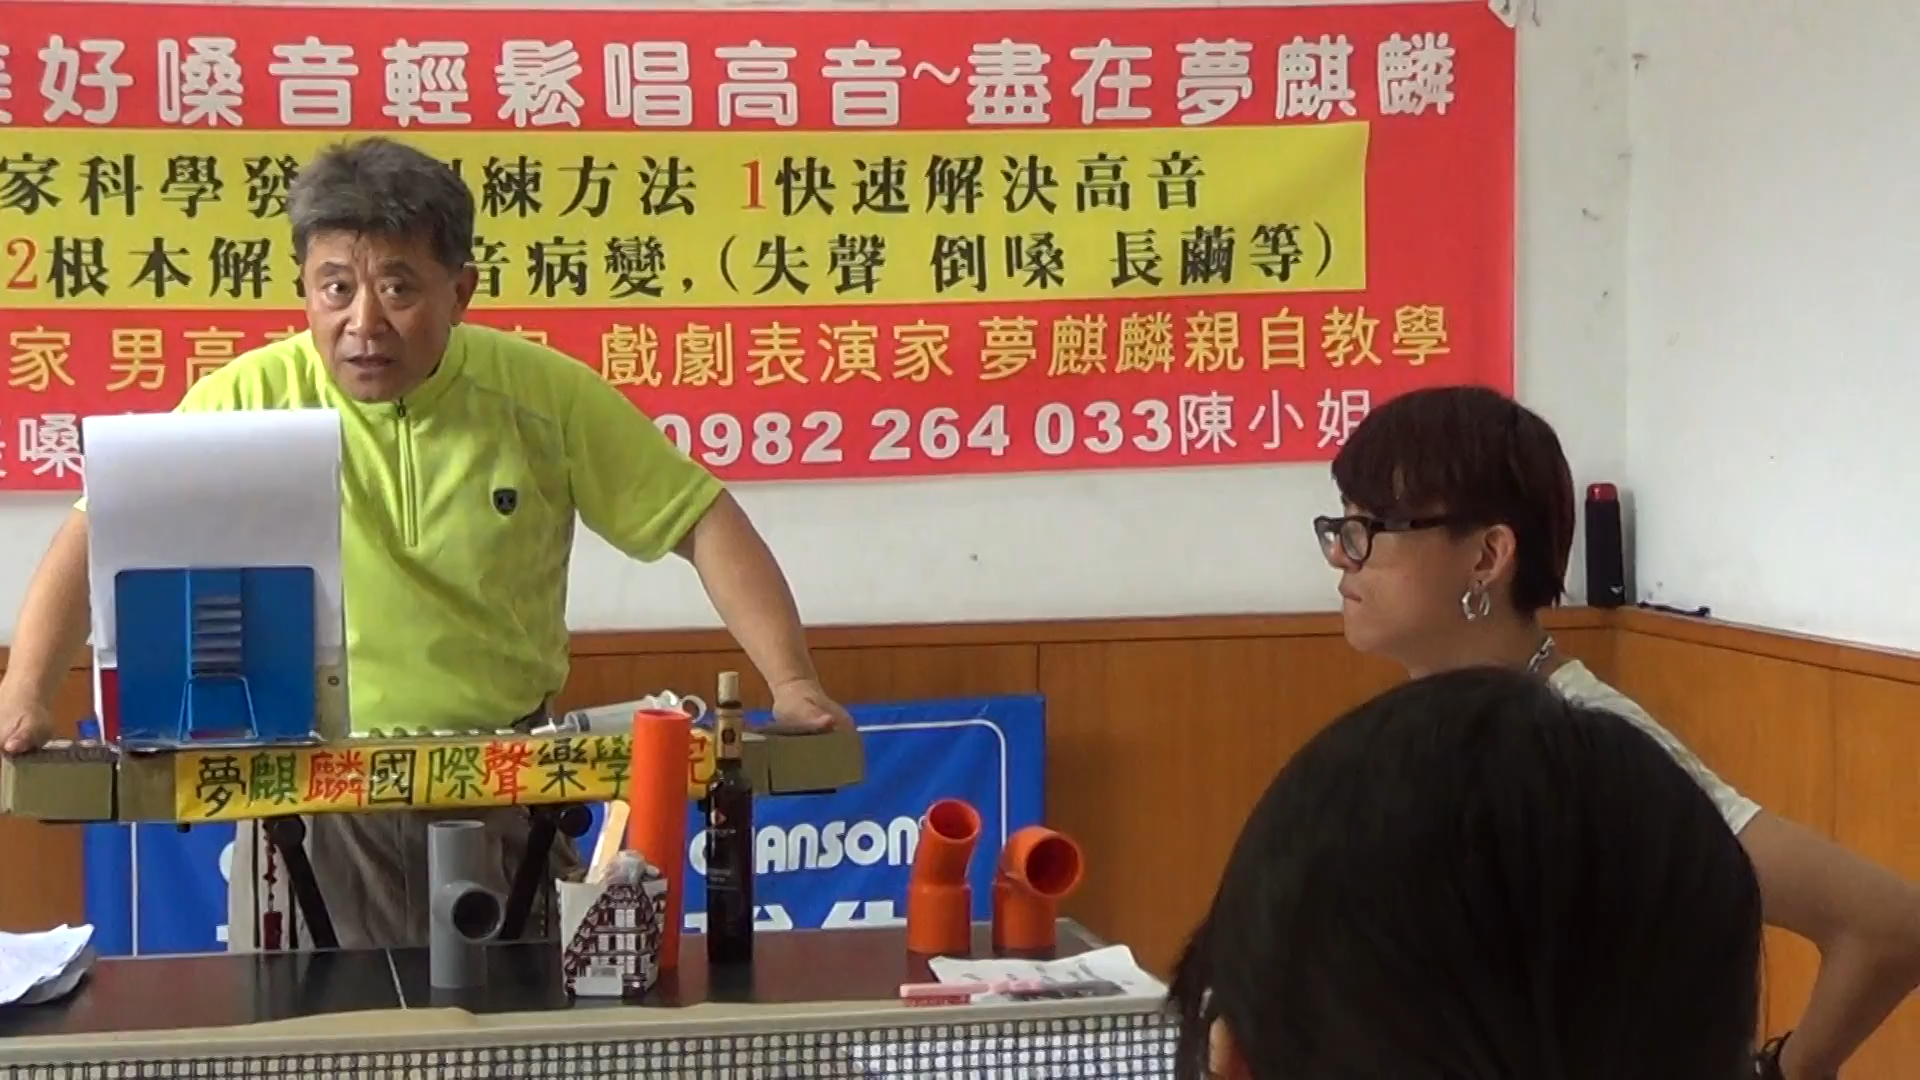 好嗓音輕鬆唱高音~盡在夢麒麟
家科學發 練方法 1快速解決高音
2根本解 音病變,(失聲 倒嗓 長繭等)
家 男高 戲劇表演家 夢麒麟親自教學
嗓 0982 264 033陳小姐
夢麒麟國際聲樂學院
ANSON